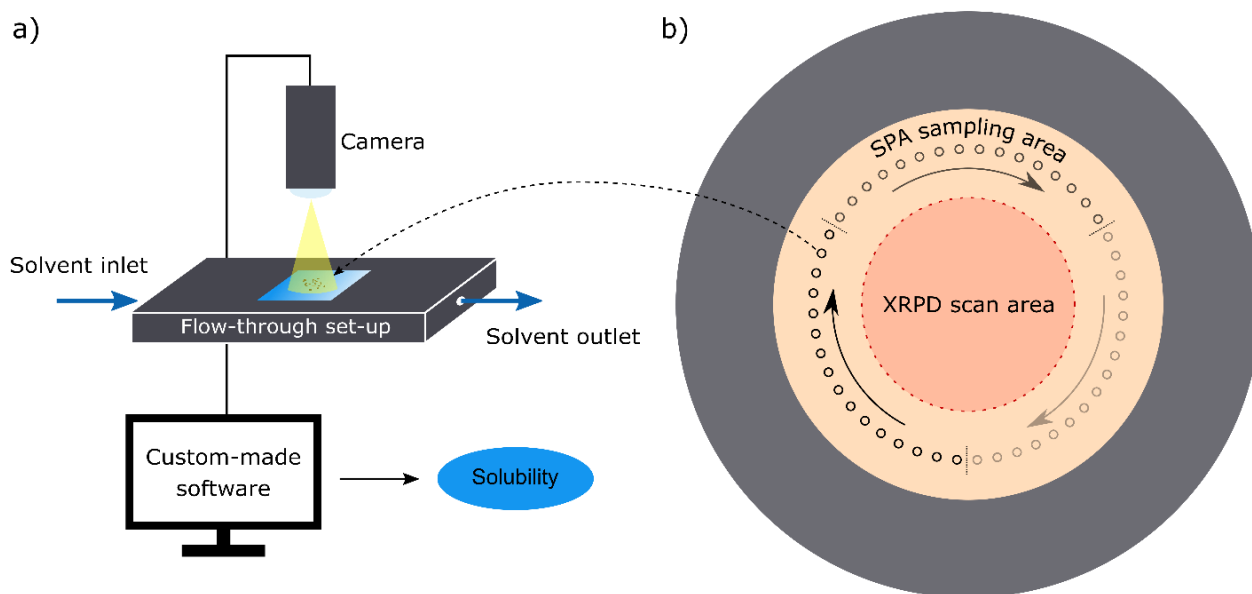 a)
Camera
Solvent inlet
Flow-through set-up
Solvent outlet
Custom-made
software
Solubility
b)
SPA sampling area
XRPD scan area